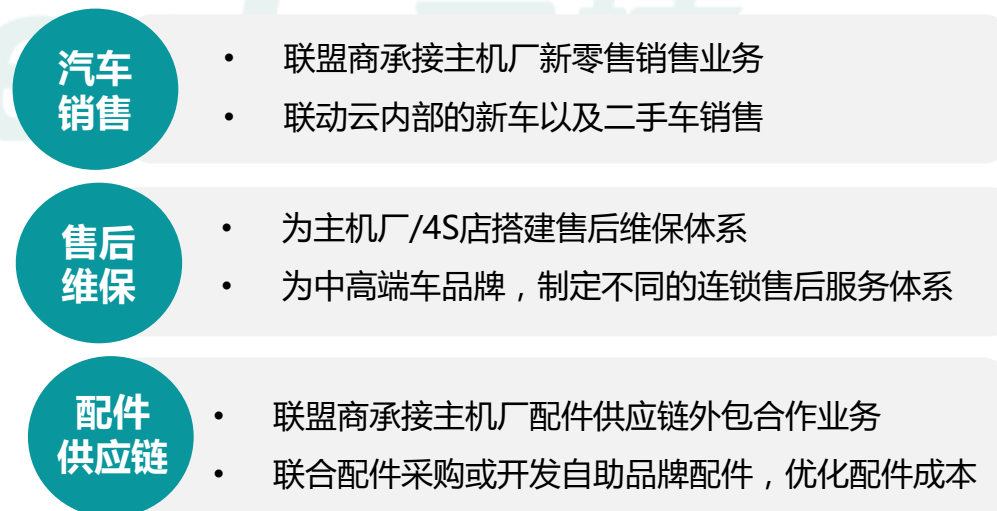 汽车
销售
• 联盟商承接主机厂新零售销售业务
• 联动云内部的新车以及二手车销售
售后
维保
• 为主机厂/4S店搭建售后维保体系
• 为中高端车品牌，制定不同的连锁售后服务体系
配件
供应链
• 联盟商承接主机厂配件供应链外包合作业务
• 联合配件采购或开发自助品牌配件，优化配件成本